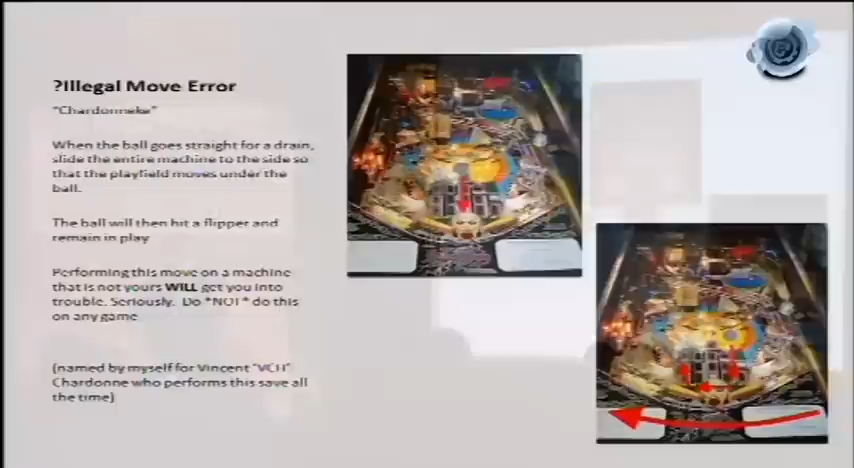 ?Illegal Move Error
"Chardonneke"
When the ball goes straight for a drain,
slide the entire machine to the side so
that the playfield moves under the
ball.
The ball will then hit a flipper and
remain in play
Performing this move on a machine
that is not yours WILL get you into
trouble. Seriously. Do *NOT* do this
on any game
(named by myself for Vincent "VCH"
Chardonne who performs this save all
the time)